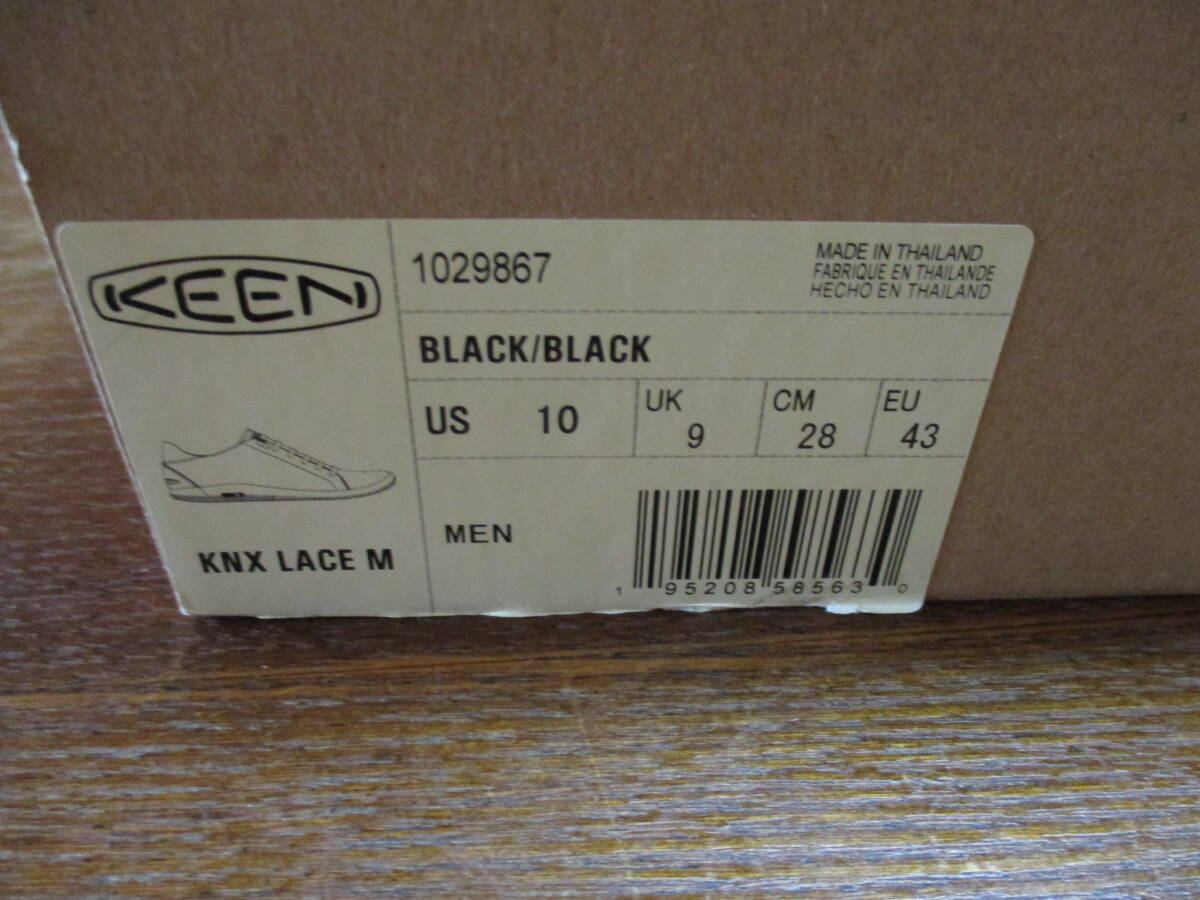 KEEN
1029867
MADE IN THAILAND
FABRIQUE EN THAILANDE
HECHO EN THAILAND
BLACK/BLACK
US 10
UK 9
CM 28
EU 43
KNX LACE M
MEN
1 95208 58563 0